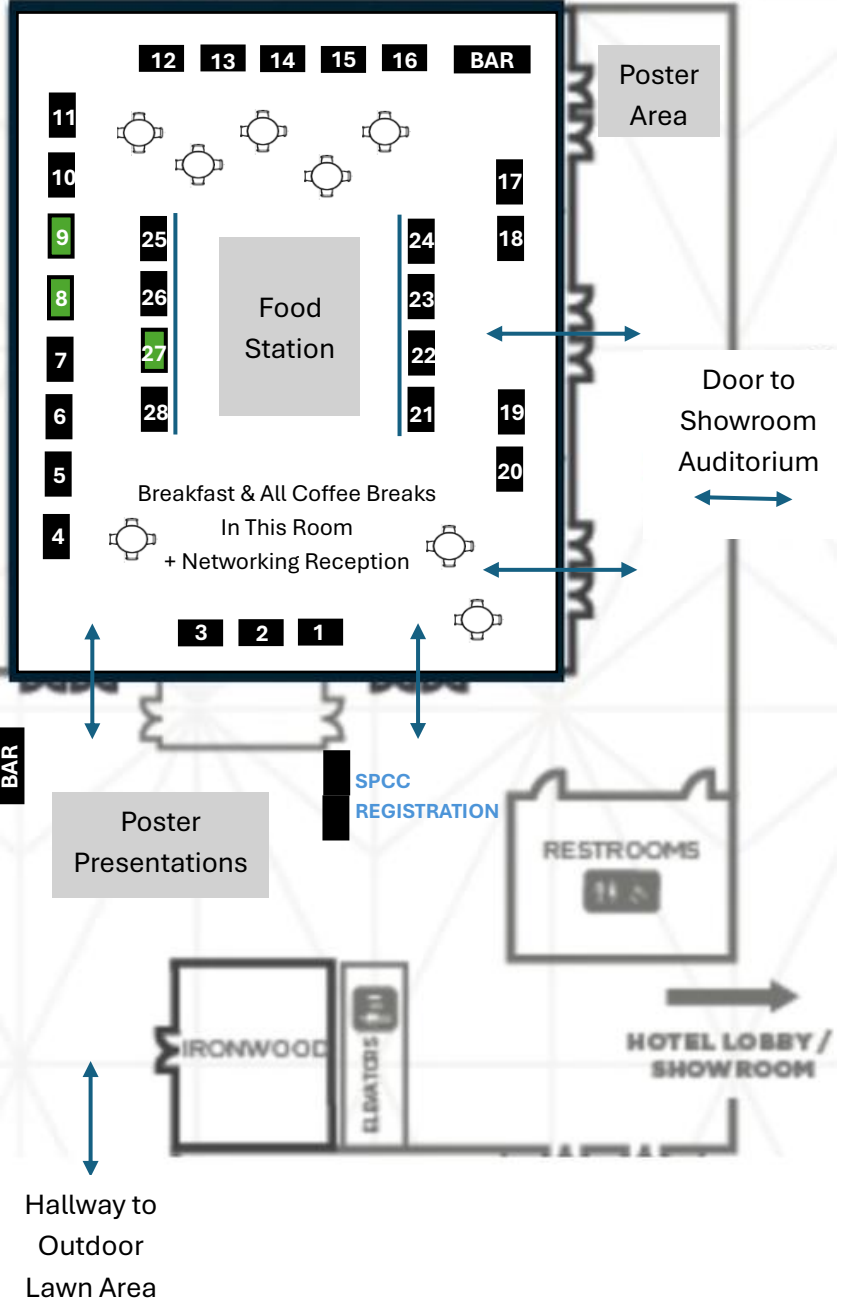 12 13 14 15 16 BAR
Poster
Area
11
10
17
9
25
24
18
8
26
23
Food
Station
7
27
22
6
28
21
19
Door to
Showroom
Auditorium
5
20
4
Breakfast & All Coffee Breaks
In This Room
+ Networking Reception
3 2 1
BAR
SPCC
REGISTRATION
Poster
Presentations
RESTROOMS
IRONWOOD
ELEVATORS
HOTEL LOBBY /
SHOWROOM
Hallway to
Outdoor
Lawn Area